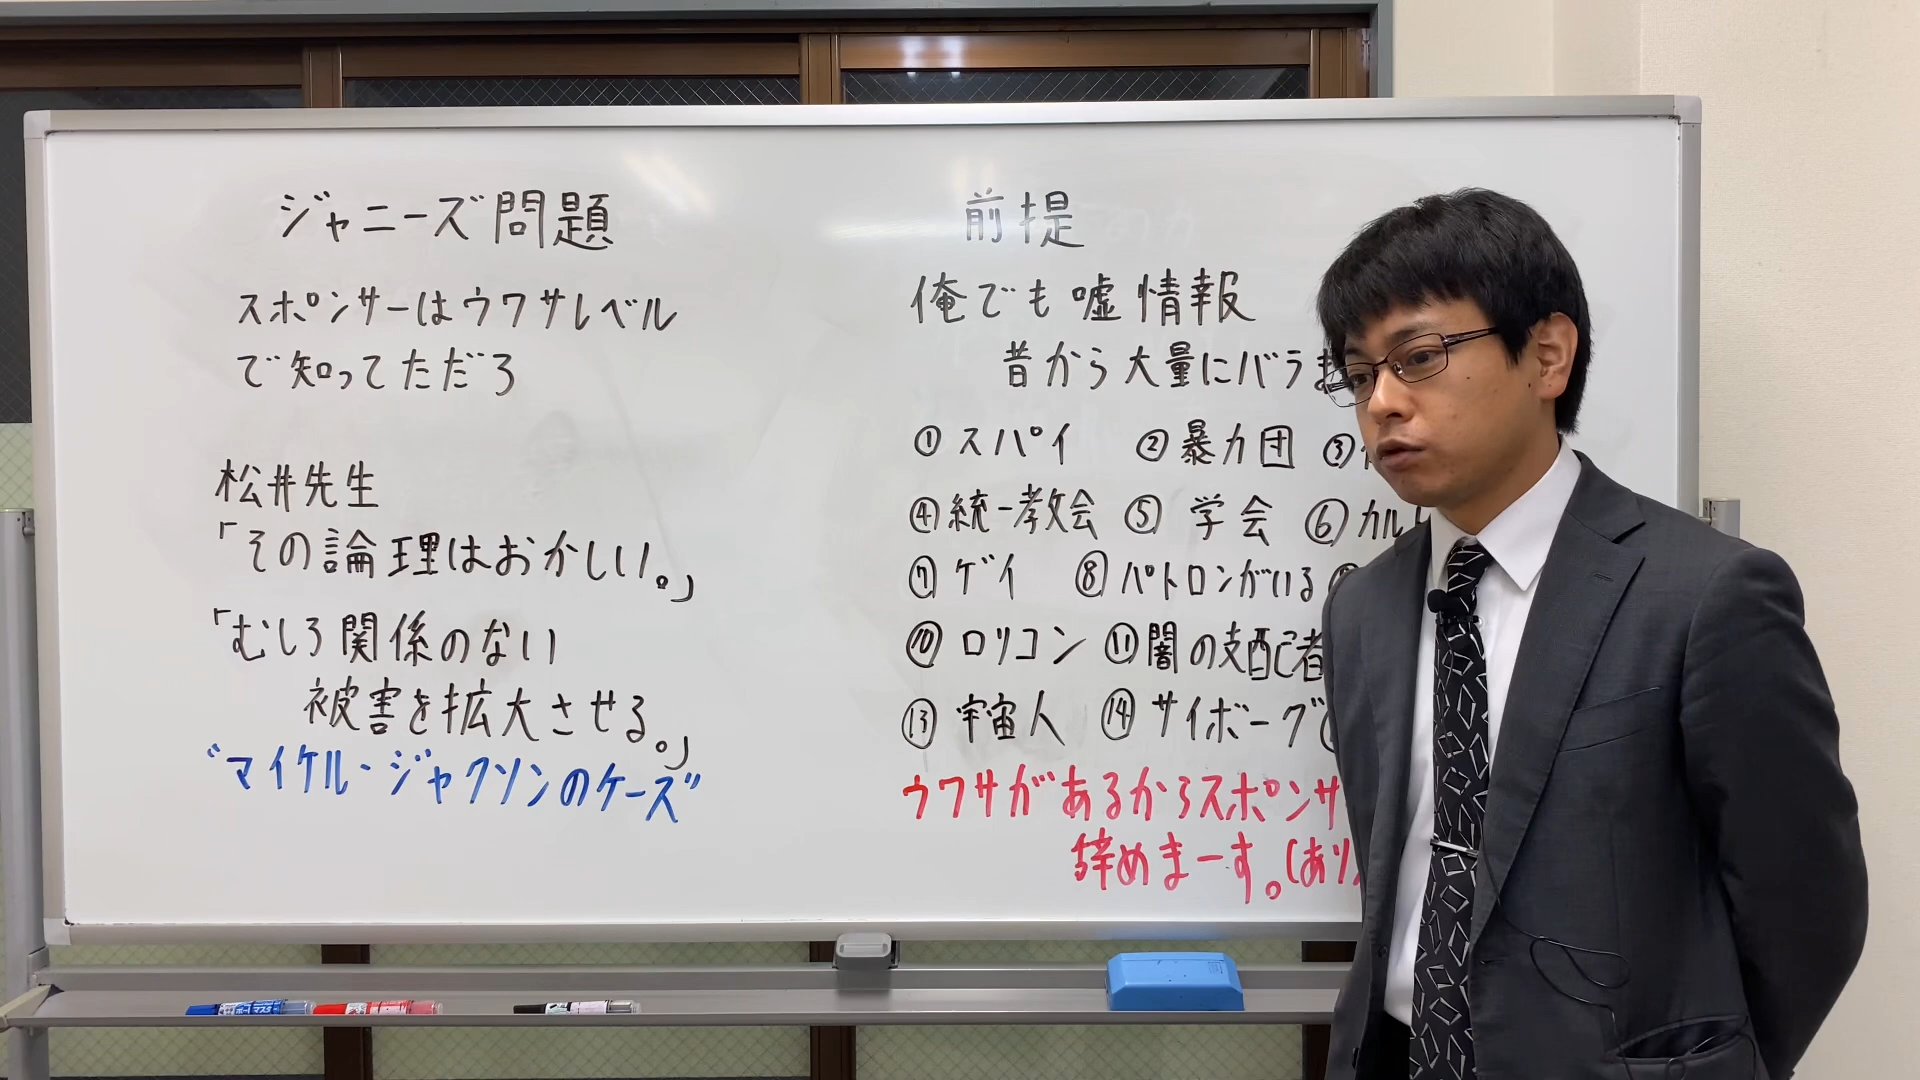 ジャニーズ問題
スポンサーはウワサレベル
で知ってただろ
松井先生
「その論理はおかしい。」
「むしろ関係のない
被害を拡大させる。」
"マイケル・ジャクソンのケース"
前提
俺でも嘘情報
昔から大量にバラま
①スパイ ②暴力団 ③
④統一教会 ⑤学会 ⑥カル
⑦ゲイ ⑧パトロンがいる
⑩ロリコン ⑪闇の支配者
⑬宇宙人 ⑭サイボーグ
ウワサがあるからスポンサ
辞めまーす。(あり